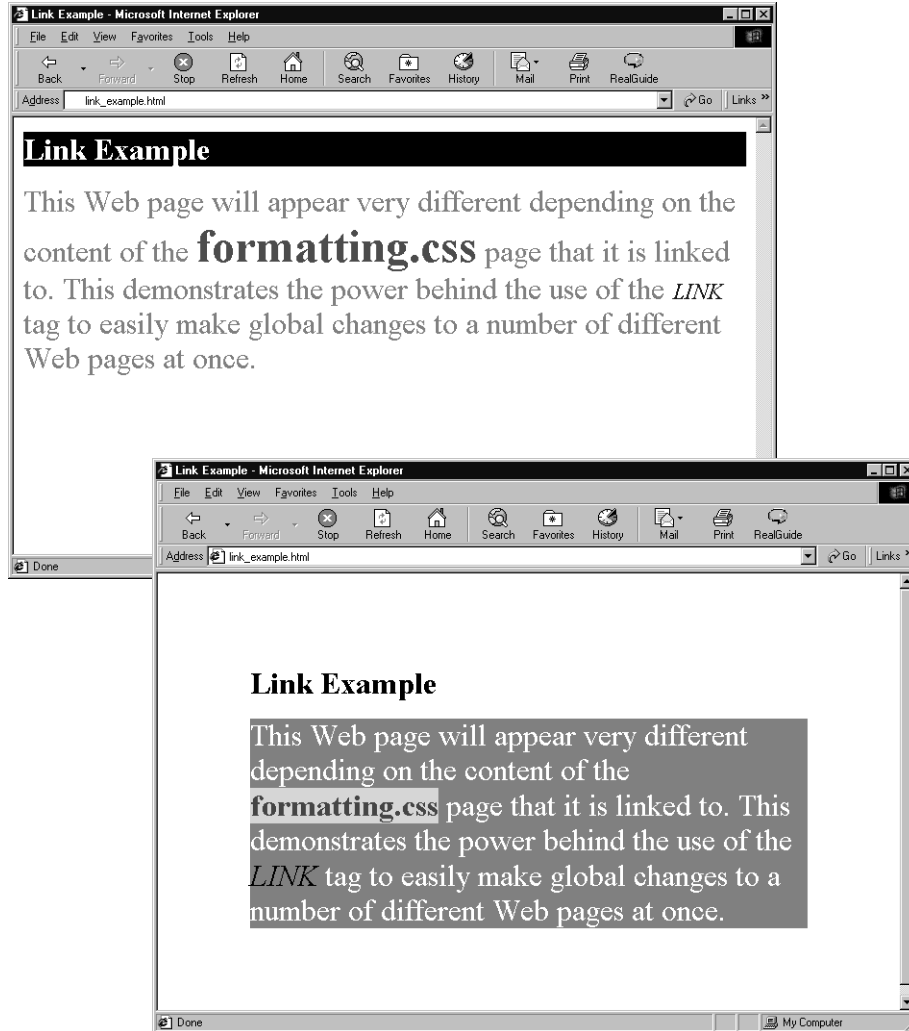 Link Example - Microsoft Internet Explorer
File Edit View Favorites Tools Help
Back Forward Stop Refresh Home Search Favorites History Mail Print RealGuide
Address link_example.html Go Links »
Link Example
This Web page will appear very different depending on the
content of the formatting.css page that it is linked
to. This demonstrates the power behind the use of the LINK
tag to easily make global changes to a number of different
Web pages at once.
Done
Link Example - Microsoft Internet Explorer
File Edit View Favorites Tools Help
Back Forward Stop Refresh Home Search Favorites History Mail Print RealGuide
Address link_example.html Go Links »
Link Example
This Web page will appear very different
depending on the content of the
formatting.css page that it is linked to. This
demonstrates the power behind the use of the
LINK tag to easily make global changes to a
number of different Web pages at once.
Done My Computer